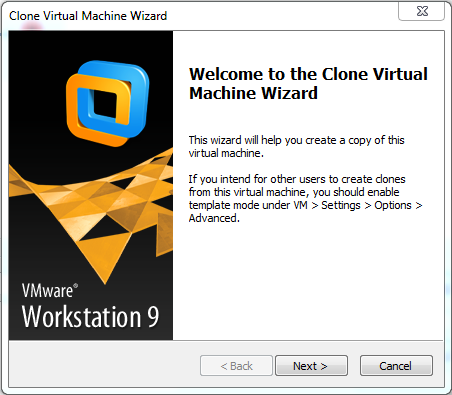 Clone Virtual Machine Wizard
Welcome to the Clone Virtual
Machine Wizard
This wizard will help you create a copy of this
virtual machine.
If you intend for other users to create clones
from this virtual machine, you should enable
template mode under VM > Settings > Options >
Advanced.
VMware®
Workstation 9
< Back
Next >
Cancel